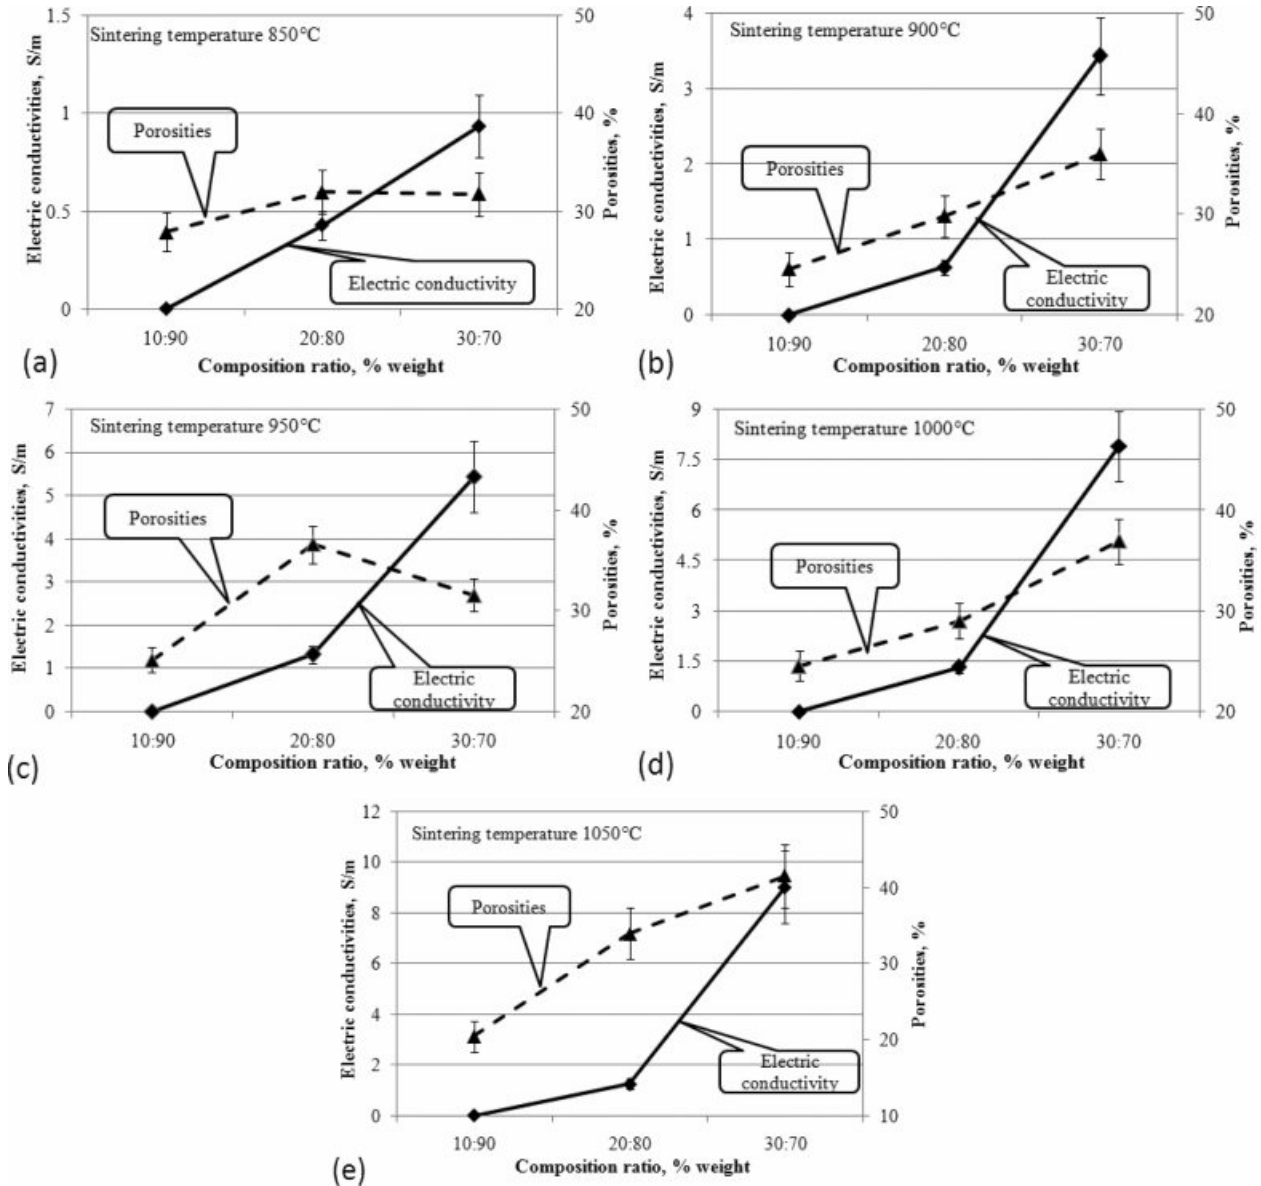 Sintering temperature 850°C
Electric conductivities, S/m
1.5
1
0.5
0
50
40
30
20
Porosities, %
Porosities
Electric conductivity
10:90 20:80 30:70
Composition ratio, % weight
(a)
Sintering temperature 900°C
Electric conductivities, S/m
4
3
2
1
0
50
40
30
20
Porosities, %
Porosities
Electric
conductivity
10:90 20:80 30:70
Composition ratio, % weight
(b)
Sintering temperature 950°C
Electric conductivities, S/m
7
6
5
4
3
2
1
0
50
40
30
20
Porosities, %
Porosities
Electric
conductivity
10:90 20:80 30:70
Composition ratio, % weight
(c)
Sintering temperature 1000°C
Electric conductivities, S/m
9
7.5
6
4.5
3
1.5
0
50
40
30
20
Porosities, %
Porosities
Electric
conductivity
10:90 20:80 30:70
Composition ratio, % weight
(d)
Sintering temperature 1050°C
Electric conductivities, S/m
12
10
8
6
4
2
0
50
40
30
20
10
Porosities, %
Porosities
Electric
conductivity
10:90 20:80 30:70
Composition ratio, % weight
(e)